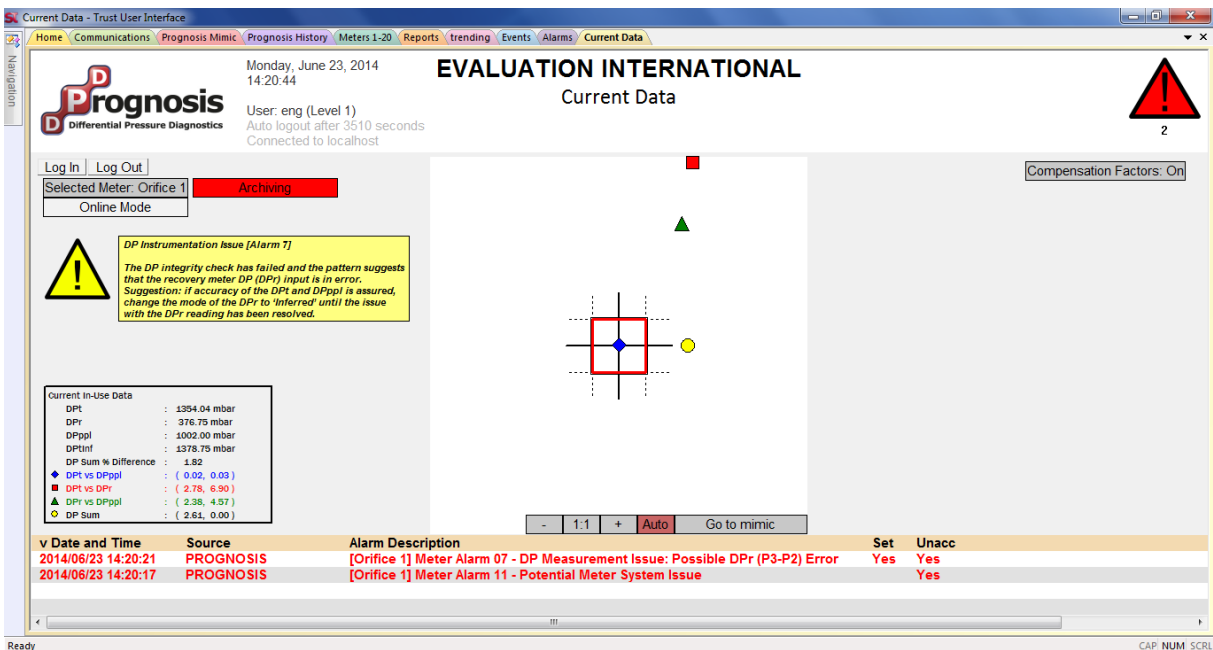 Current Data - Trust User Interface
Home Communications Prognosis Mimic Prognosis History Meters 1-20 Reports trending Events Alarms Current Data
Navigation
DP Prognosis
D Differential Pressure Diagnostics
Monday, June 23, 2014
14:20:44
User: eng (Level 1)
Auto logout after 3510 seconds
Connected to localhost
EVALUATION INTERNATIONAL
Current Data
2
Log In Log Out
Selected Meter: Orifice 1 Archiving
Online Mode
Compensation Factors: On
DP Instrumentation Issue [Alarm 7]
The DP integrity check has failed and the pattern suggests
that the recovery meter DP (DPr) input is in error.
Suggestion: if accuracy of the DPt and DPppl is assured,
change the mode of the DPr to 'Inferred' until the issue
with the DPr reading has been resolved.
Current In-Use Data
DPt : 1354.04 mbar
DPr : 376.75 mbar
DPppl : 1002.00 mbar
DPtInf : 1378.75 mbar
DP Sum % Difference : 1.82
DPt vs DPppl : ( 0.02, 0.03 )
DPt vs DPr : ( 2.78, 6.90 )
DPr vs DPppl : ( 2.38, 4.57 )
DP Sum : ( 2.61, 0.00 )
- 1:1 + Auto Go to mimic
v Date and Time Source Alarm Description Set Unacc
2014/06/23 14:20:21 PROGNOSIS [Orifice 1] Meter Alarm 07 - DP Measurement Issue: Possible DPr (P3-P2) Error Yes Yes
2014/06/23 14:20:17 PROGNOSIS [Orifice 1] Meter Alarm 11 - Potential Meter System Issue Yes
Ready CAP NUM SCRL